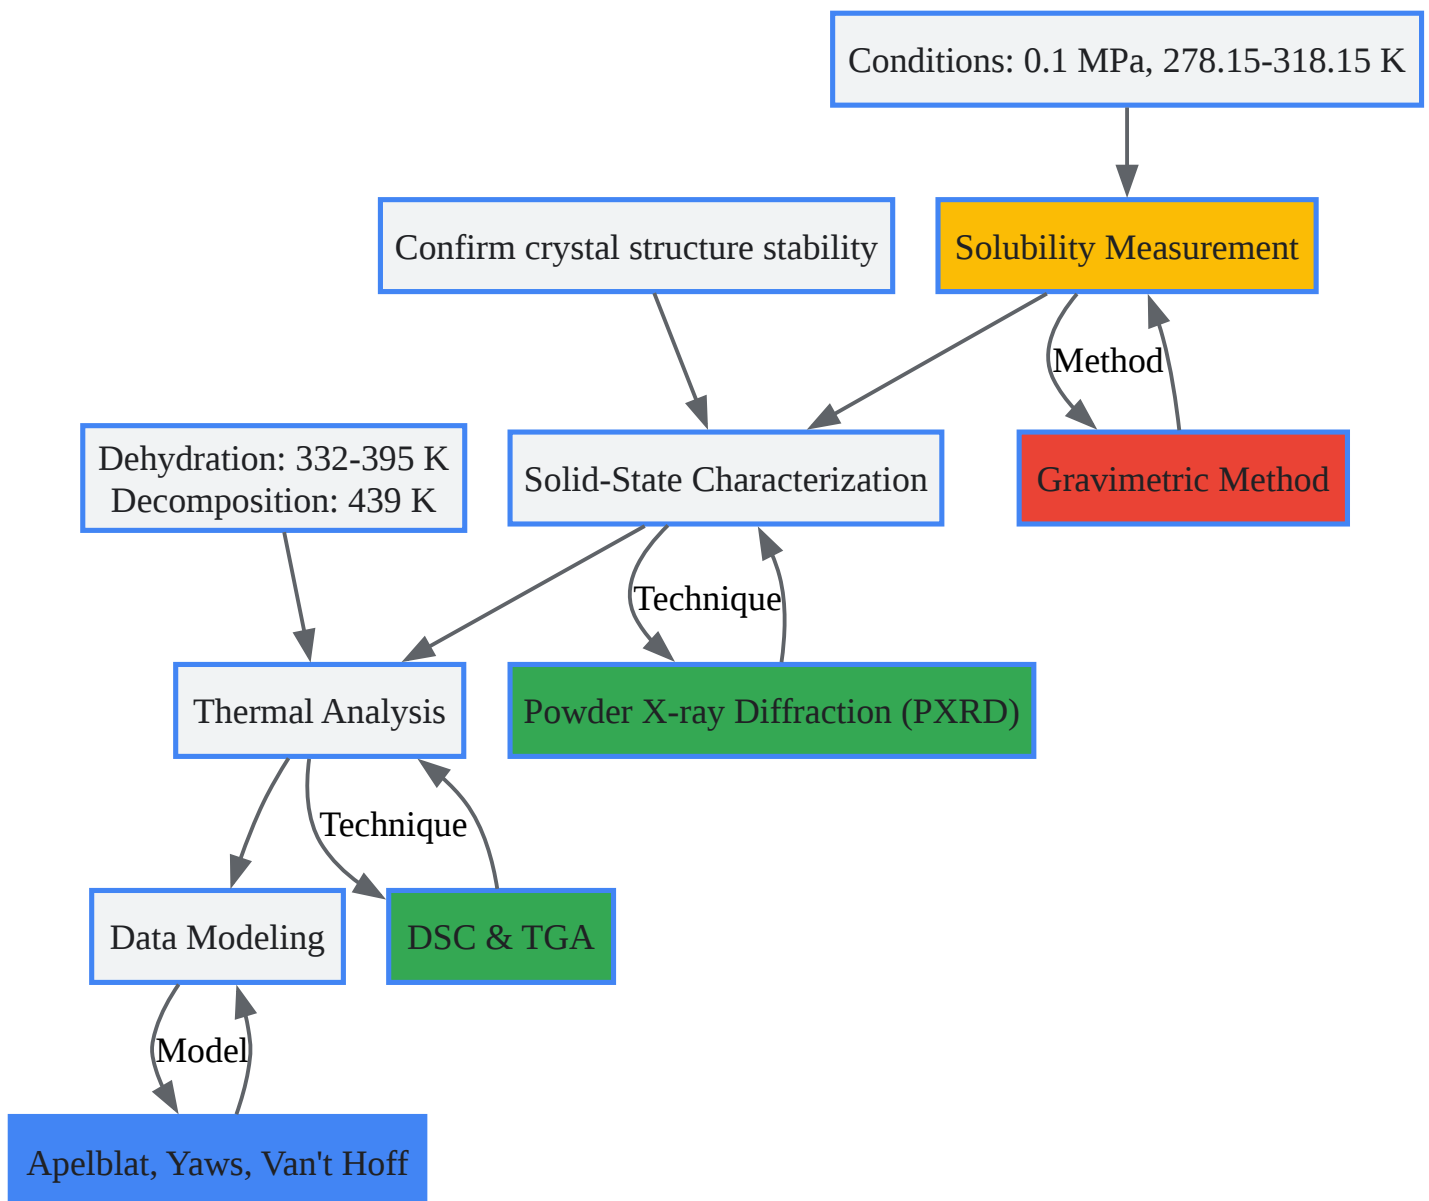 Conditions: 0.1 MPa, 278.15-318.15 K
Confirm crystal structure stability
Solubility Measurement
Method
Dehydration: 332-395 K
Decomposition: 439 K
Solid-State Characterization
Gravimetric Method
Technique
Thermal Analysis
Powder X-ray Diffraction (PXRD)
Technique
Data Modeling
DSC & TGA
Model
Apelblat, Yaws, Van't Hoff